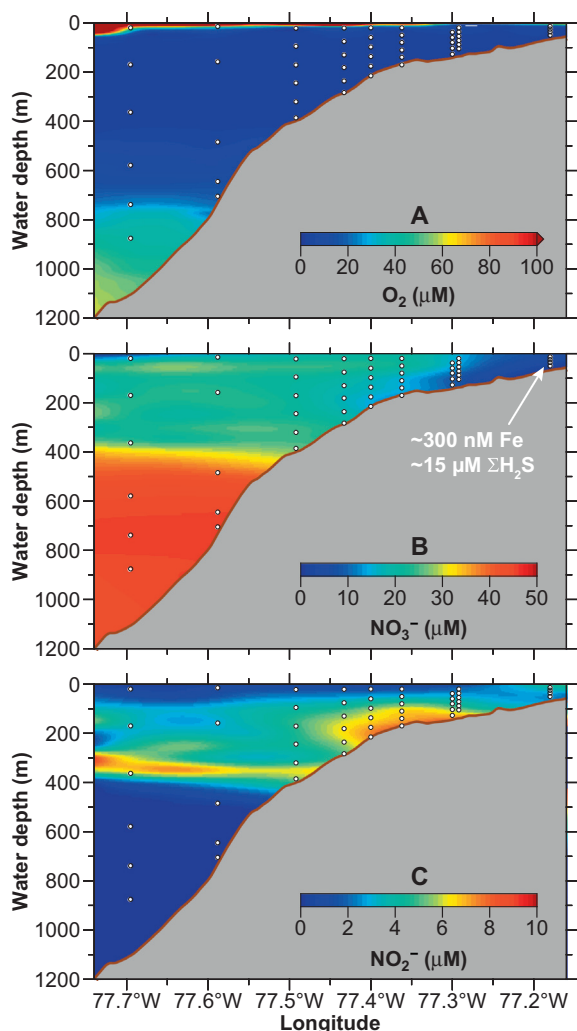 0
200
400
600
800
1000
1200
Water depth (m)
A
0 20 40 60 80 100
O₂ (µM)
0
200
400
600
800
1000
1200
Water depth (m)
~300 nM Fe
~15 µM ΣH₂S
B
0 10 20 30 40 50
NO₃⁻ (µM)
0
200
400
600
800
1000
1200
Water depth (m)
C
0 2 4 6 8 10
NO₂⁻ (µM)
77.7°W 77.6°W 77.5°W 77.4°W 77.3°W 77.2°W
Longitude